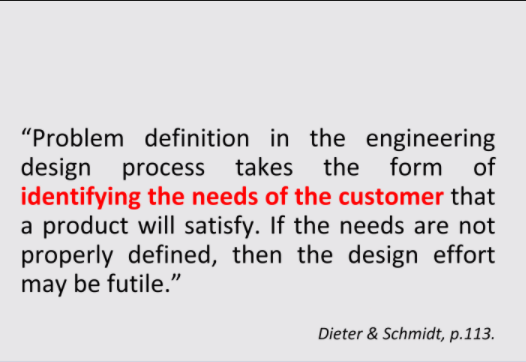 “Problem definition in the engineering
design process takes the form of
identifying the needs of the customer that
a product will satisfy. If the needs are not
properly defined, then the design effort
may be futile.”
Dieter & Schmidt, p.113.